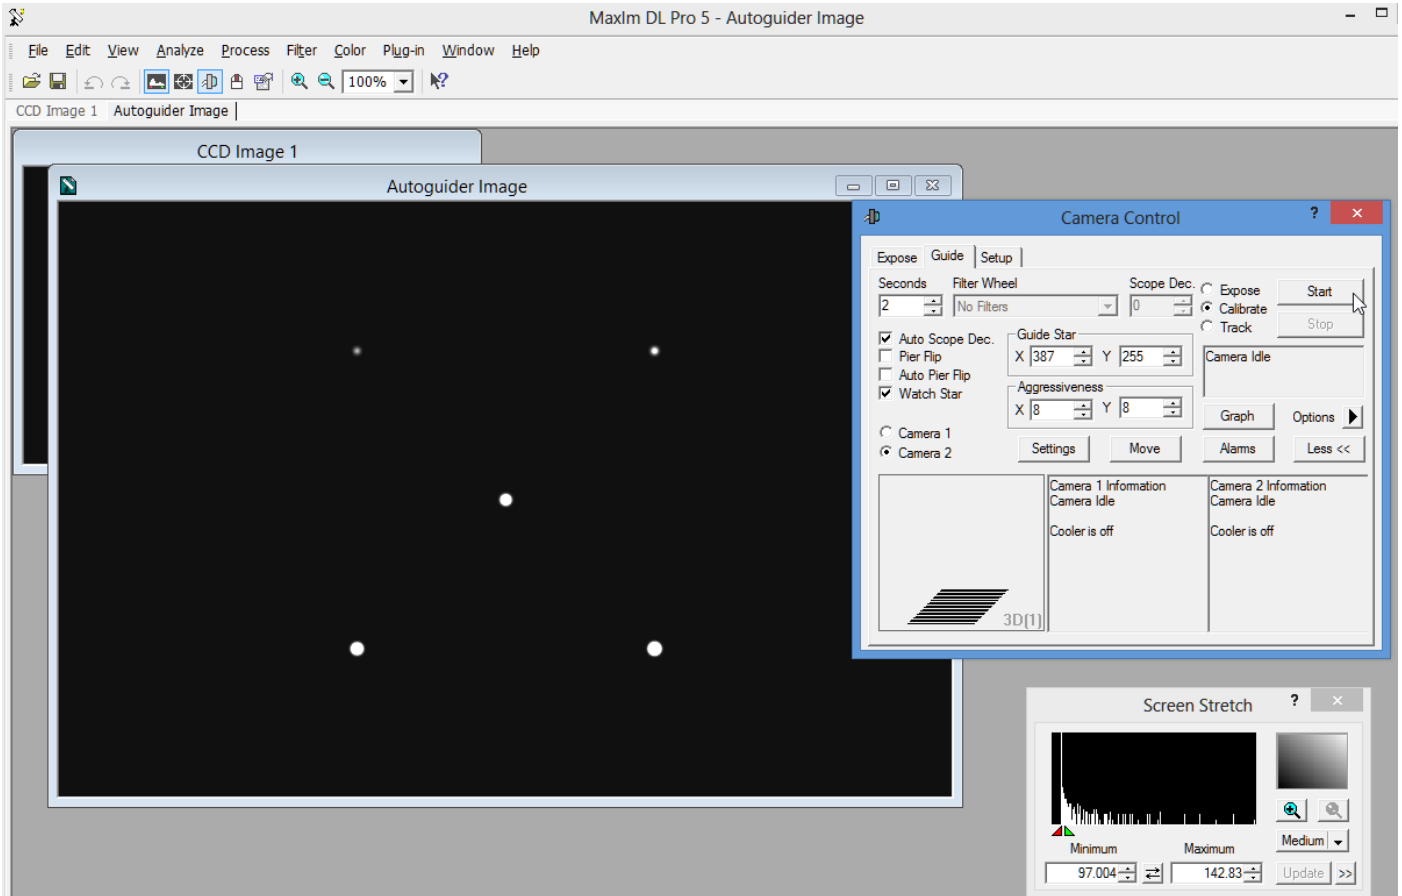 MaxIm DL Pro 5 - Autoguider Image
File Edit View Analyze Process Filter Color Plug-in Window Help
100%
CCD Image 1 Autoguider Image
CCD Image 1
Autoguider Image
Camera Control ?
Expose Guide Setup
Seconds Filter Wheel Scope Dec.
2 No Filters 0
Expose
Calibrate
Track
Start
Stop
Auto Scope Dec.
Pier Flip
Auto Pier Flip
Watch Star
Guide Star
X 387 Y 255
Aggressiveness
X 8 Y 8
Camera Idle
Graph Options
Camera 1
Camera 2
Settings Move Alarms Less <<
3D(1)
Camera 1 Information
Camera Idle
Cooler is off
Camera 2 Information
Camera Idle
Cooler is off
Screen Stretch ?
Medium
Minimum Maximum
97.004 142.83 Update >>